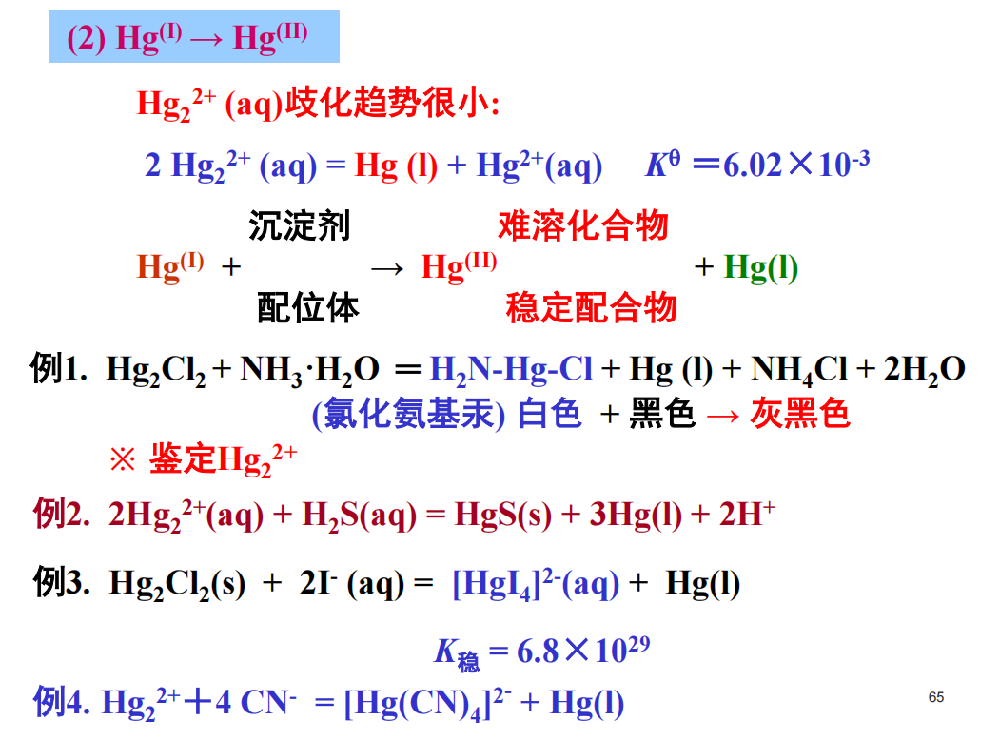 (2) Hg⁽ᴵ⁾ → Hg⁽ᴵᴵ⁾
Hg₂²⁺ (aq)歧化趋势很小:
2 Hg₂²⁺ (aq) = Hg (l) + Hg²⁺(aq) Kᶿ ＝6.02×10⁻³
沉淀剂 难溶化合物
Hg⁽ᴵ⁾ + → Hg⁽ᴵᴵ⁾ + Hg(l)
配位体 稳定配合物
例1. Hg₂Cl₂ + NH₃·H₂O ＝ H₂N-Hg-Cl + Hg (l) + NH₄Cl + 2H₂O
(氯化氨基汞) 白色 + 黑色 → 灰黑色
※ 鉴定Hg₂²⁺
例2. 2Hg₂²⁺(aq) + H₂S(aq) = HgS(s) + 3Hg(l) + 2H⁺
例3. Hg₂Cl₂(s) + 2I⁻ (aq) = [HgI₄]²⁻(aq) + Hg(l)
K稳 = 6.8×10²⁹
例4. Hg₂²⁺＋4 CN⁻ = [Hg(CN)₄]²⁻ + Hg(l)
65